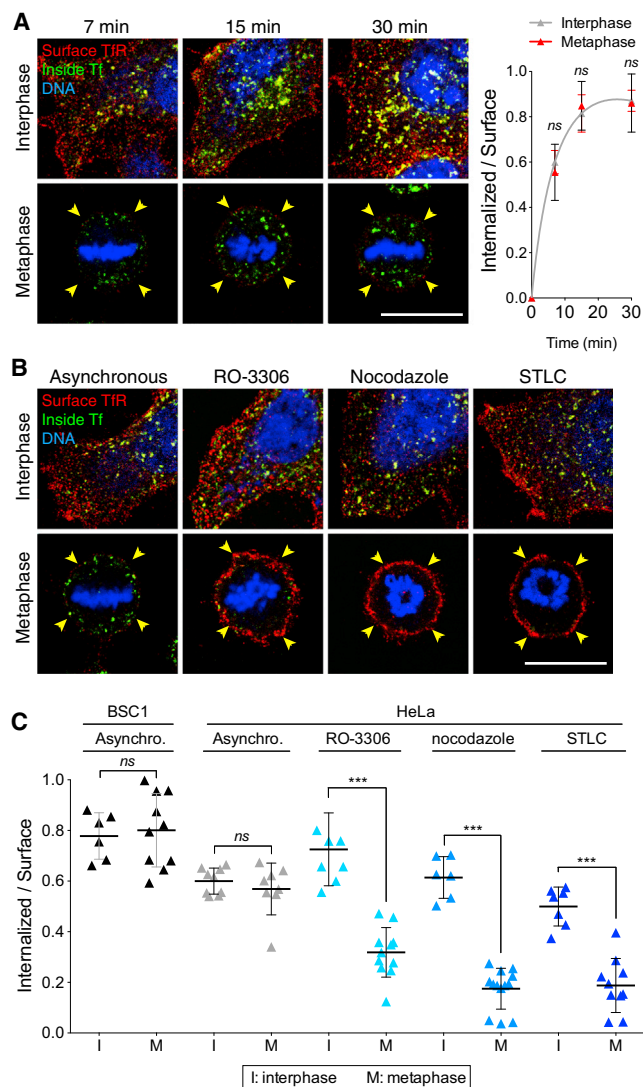 A
7 min
15 min
30 min
Surface TfR
Inside Tf
DNA
Interphase
Metaphase
Interphase
Metaphase
ns
ns
ns
Internalized / Surface
1.0
0.8
0.6
0.4
0.2
0.0
0 10 20 30
Time (min)
B
Asynchronous
RO-3306
Nocodazole
STLC
Surface TfR
Inside Tf
DNA
Interphase
Metaphase
C
BSC1
HeLa
Asynchro.
Asynchro.
RO-3306
nocodazole
STLC
ns
ns
***
***
***
Internalized / Surface
1.0
0.8
0.6
0.4
0.2
0.0
I M I M I M I M I M
I: interphase M: metaphase